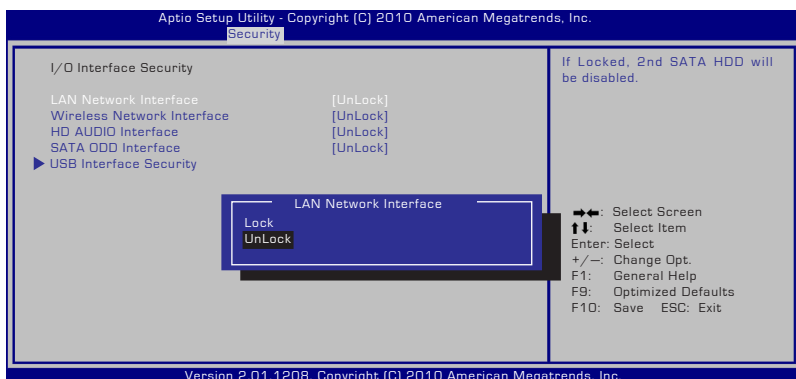 Aptio Setup Utility - Copyright (C) 2010 American Megatrends, Inc.
Security
I/O Interface Security
LAN Network Interface [UnLock]
Wireless Network Interface [UnLock]
HD AUDIO Interface [UnLock]
SATA ODD Interface [UnLock]
USB Interface Security
If Locked, 2nd SATA HDD will
be disabled.
LAN Network Interface
Lock
UnLock
→←: Select Screen
↑↓: Select Item
Enter: Select
+/—: Change Opt.
F1: General Help
F9: Optimized Defaults
F10: Save ESC: Exit
Version 2.01.1208. Copyright (C) 2010 American Megatrends, Inc.